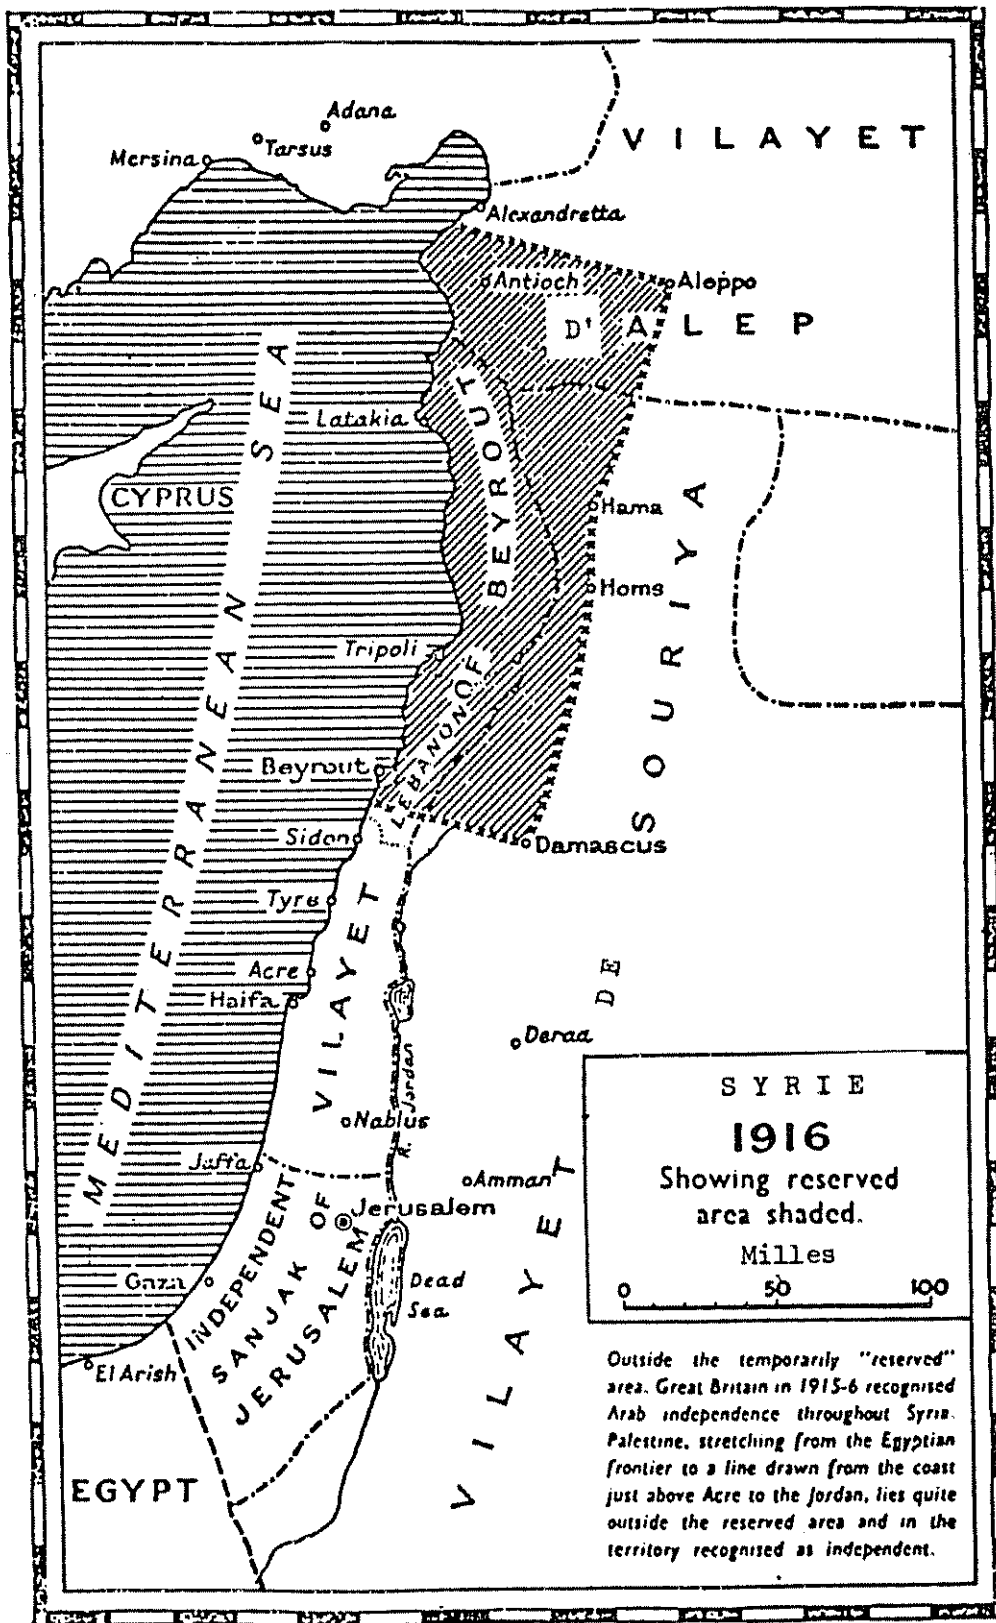 Adana
Tarsus
Mersina
VILAYET
Alexandretta
Antioch
Aleppo
D' ALEP
BEYROUT
Latakia
MEDITERRANEAN SEA
CYPRUS
Hama
Homs
SOURIYA
Tripoli
LEBANON OF
Beyrout
Sidon
Damascus
Tyre
VILAYET
Acre
Haifa
DE
Deraa
R. Jordan
Nablus
Jaffa
Amman
Jerusalem
INDEPENDENT
SANJAK OF
JERUSALEM
Dead
Sea
VILAYET
Gaza
El Arish
EGYPT
SYRIE
1916
Showing reserved
area shaded.
Milles
0 50 100
Outside the temporarily "reserved"
area. Great Britain in 1915-6 recognised
Arab independence throughout Syria.
Palestine, stretching from the Egyptian
frontier to a line drawn from the coast
just above Acre to the Jordan, lies quite
outside the reserved area and in the
territory recognised as independent.